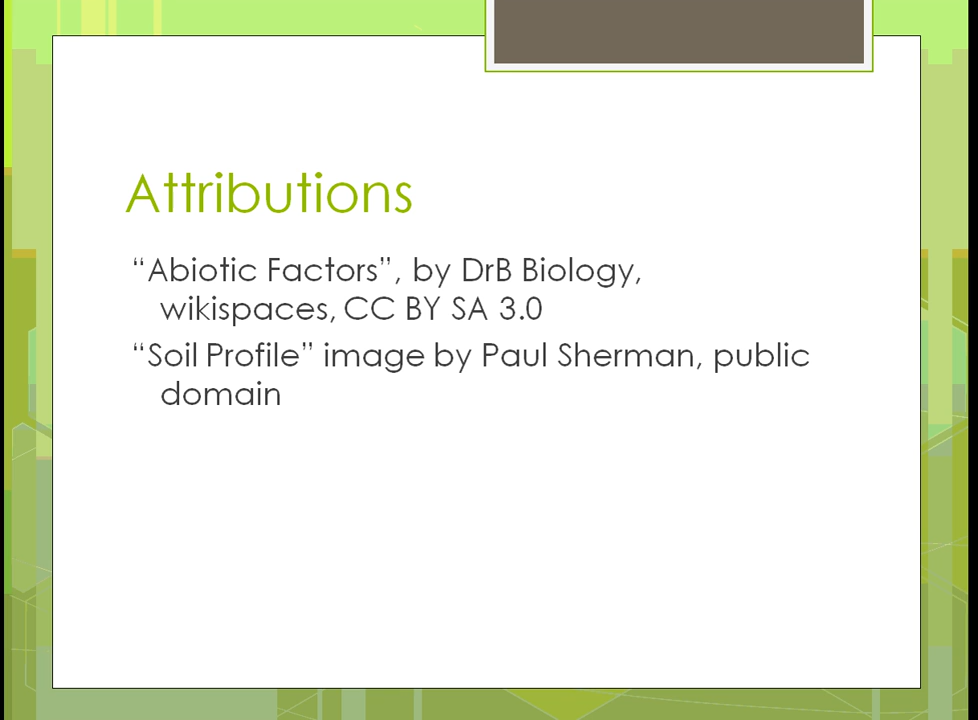 Attributions
“Abiotic Factors”, by DrB Biology,
wikispaces, CC BY SA 3.0
“Soil Profile” image by Paul Sherman, public
domain